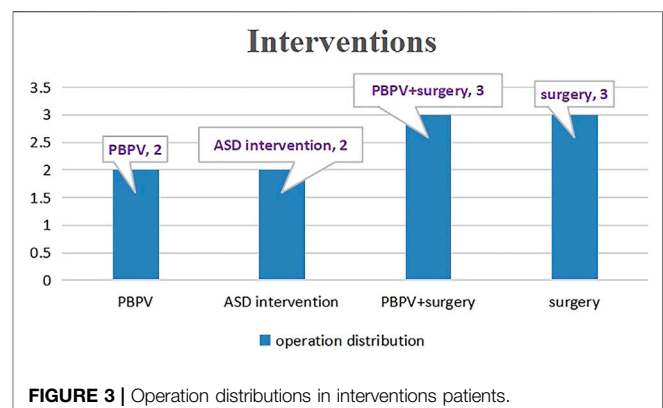 Interventions
3.5
3
2.5
2
1.5
1
0.5
0
PBPV, 2
ASD intervention, 2
PBPV+surgery, 3
surgery, 3
PBPV
ASD intervention
PBPV+surgery
surgery
operation distribution
FIGURE 3 | Operation distributions in interventions patients.